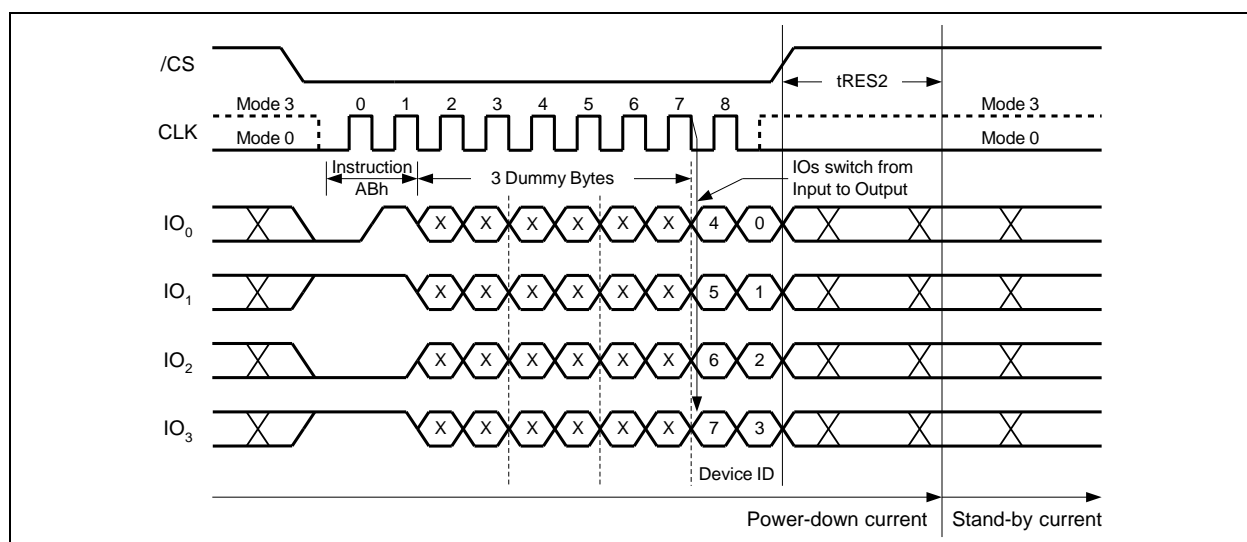 /CS
tRES2
Mode 3 0 1 2 3 4 5 6 7 8 Mode 3
CLK
Mode 0 Mode 0
Instruction
ABh
3 Dummy Bytes
IOs switch from
Input to Output
IO0 X X X X X X 4 0
IO1 X X X X X X 5 1
IO2 X X X X X X 6 2
IO3 X X X X X X 7 3
Device ID
Power-down current Stand-by current